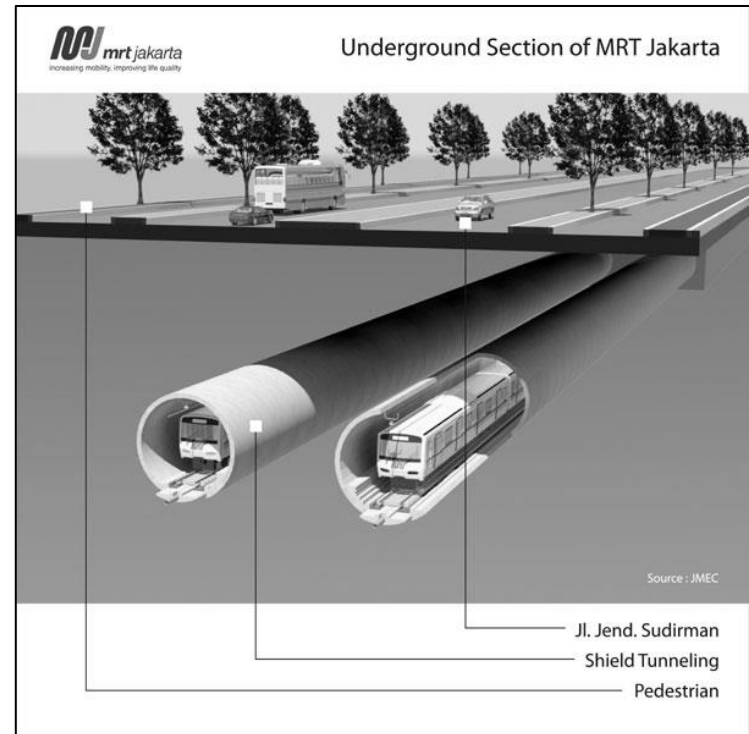 mrt jakarta
increasing mobility, improving life quality
Underground Section of MRT Jakarta
Source : JMEC
Jl. Jend. Sudirman
Shield Tunneling
Pedestrian